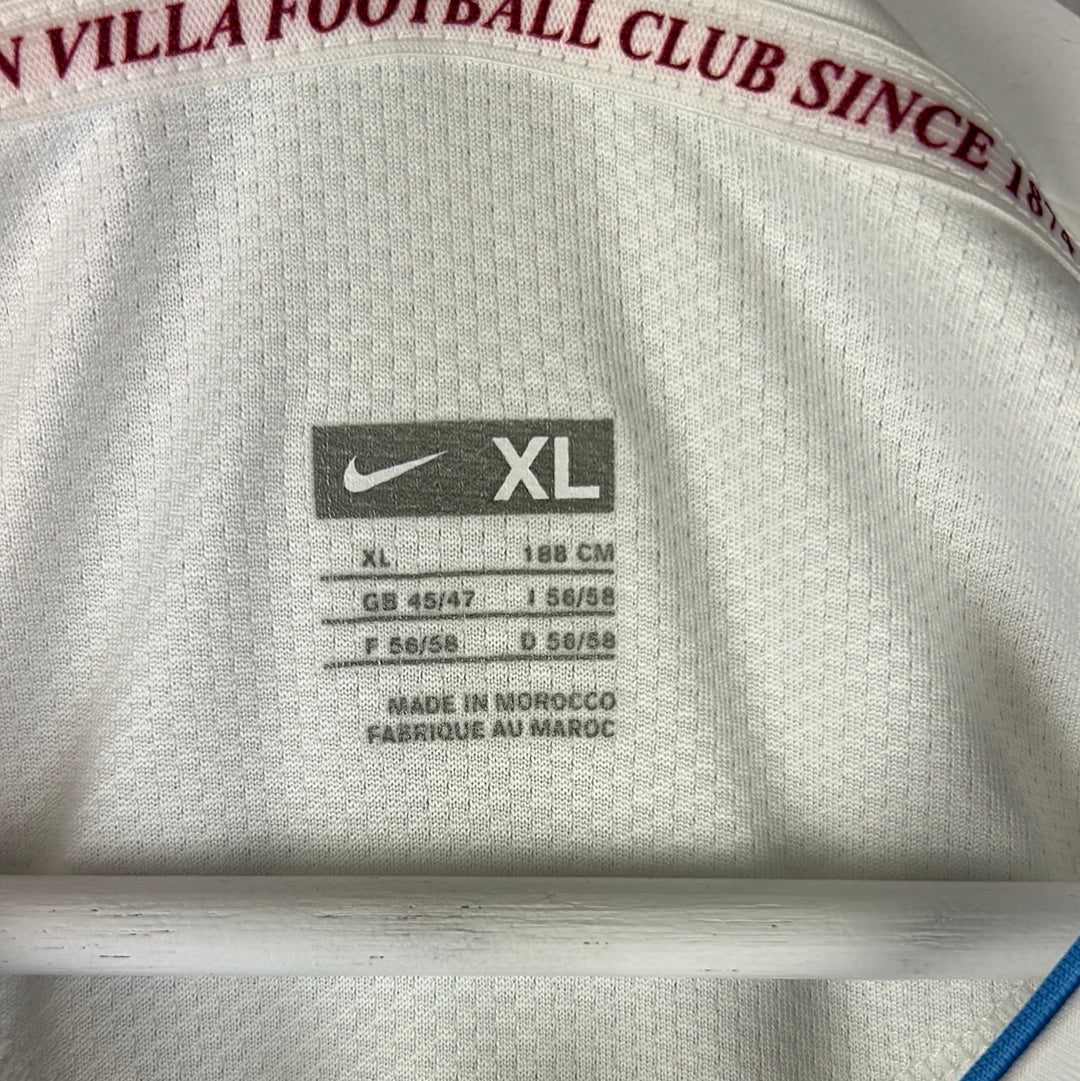 N VILLA FOOTBALL CLUB SINCE 1874
XL
XL 188 CM
GB 45/47 I 56/58
F 56/58 D 56/58
MADE IN MOROCCO
FABRIQUE AU MAROC